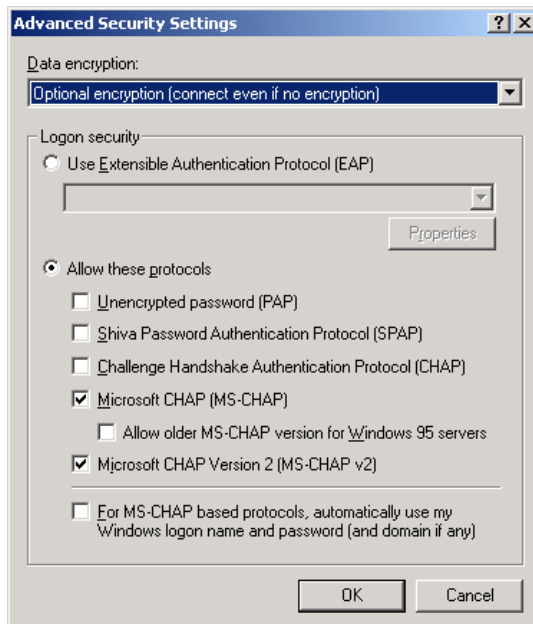 Advanced Security Settings
Data encryption:
Optional encryption (connect even if no encryption)
Logon security
Use Extensible Authentication Protocol (EAP)
Properties
Allow these protocols
Unencrypted password (PAP)
Shiva Password Authentication Protocol (SPAP)
Challenge Handshake Authentication Protocol (CHAP)
Microsoft CHAP (MS-CHAP)
Allow older MS-CHAP version for Windows 95 servers
Microsoft CHAP Version 2 (MS-CHAP v2)
For MS-CHAP based protocols, automatically use my
Windows logon name and password (and domain if any)
OK Cancel